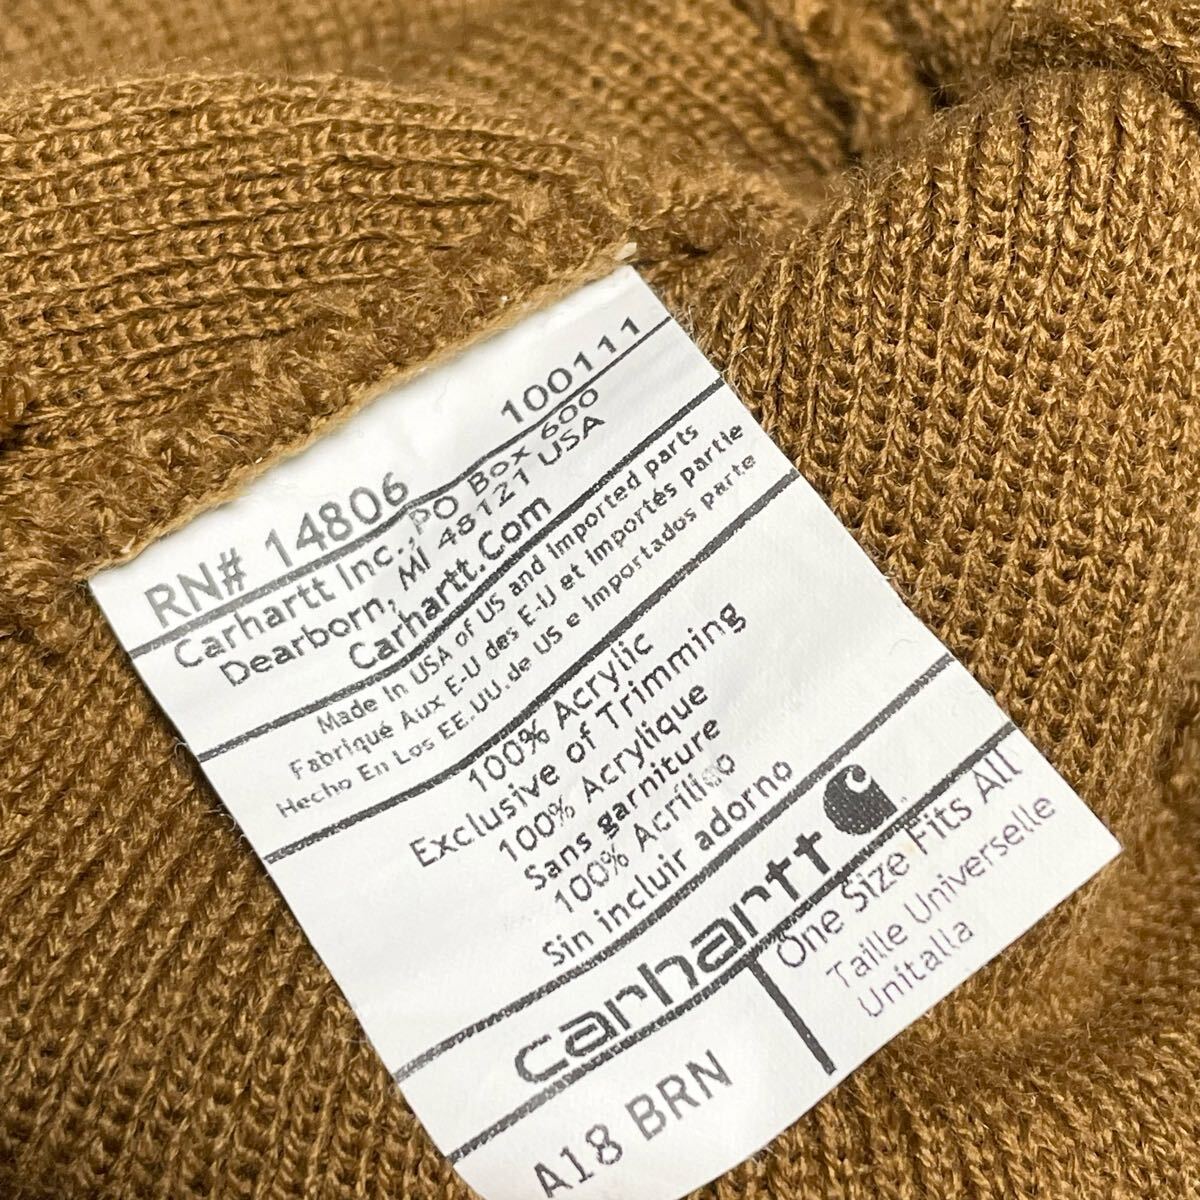 RN# 14806 100111
Carhartt Inc., PO Box 600
Dearborn, MI 48121 USA
Carhartt.Com
Made In USA of US and Imported parts
Fabriqué Aux E-U des E-U et importés partie
Hecho En Los EE.UU.de US e Importados parte
100% Acrylic
Exclusive of Trimming
100% Acrylique
Sans garniture
100% Acrílico
Sin incluir adorno
carhartt
One Size Fits All
Taille Universelle
Unitalla
A18 BRN